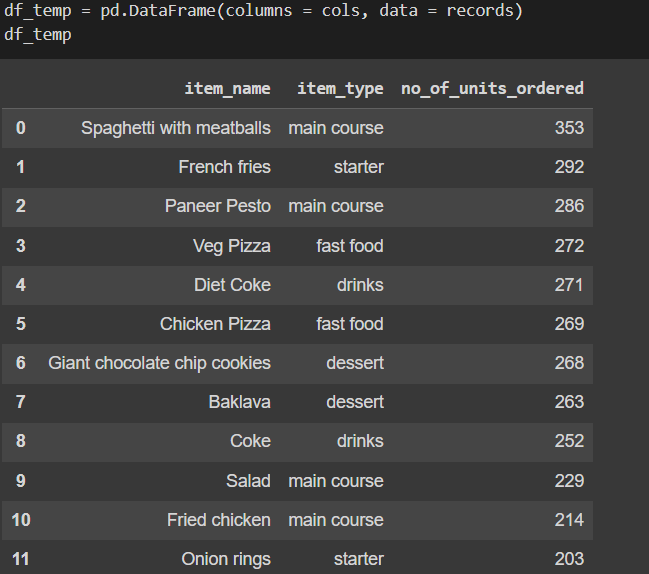 df_temp = pd.DataFrame(columns = cols, data = records)
df_temp
item_name item_type no_of_units_ordered
0 Spaghetti with meatballs main course 353
1 French fries starter 292
2 Paneer Pesto main course 286
3 Veg Pizza fast food 272
4 Diet Coke drinks 271
5 Chicken Pizza fast food 269
6 Giant chocolate chip cookies dessert 268
7 Baklava dessert 263
8 Coke drinks 252
9 Salad main course 229
10 Fried chicken main course 214
11 Onion rings starter 203